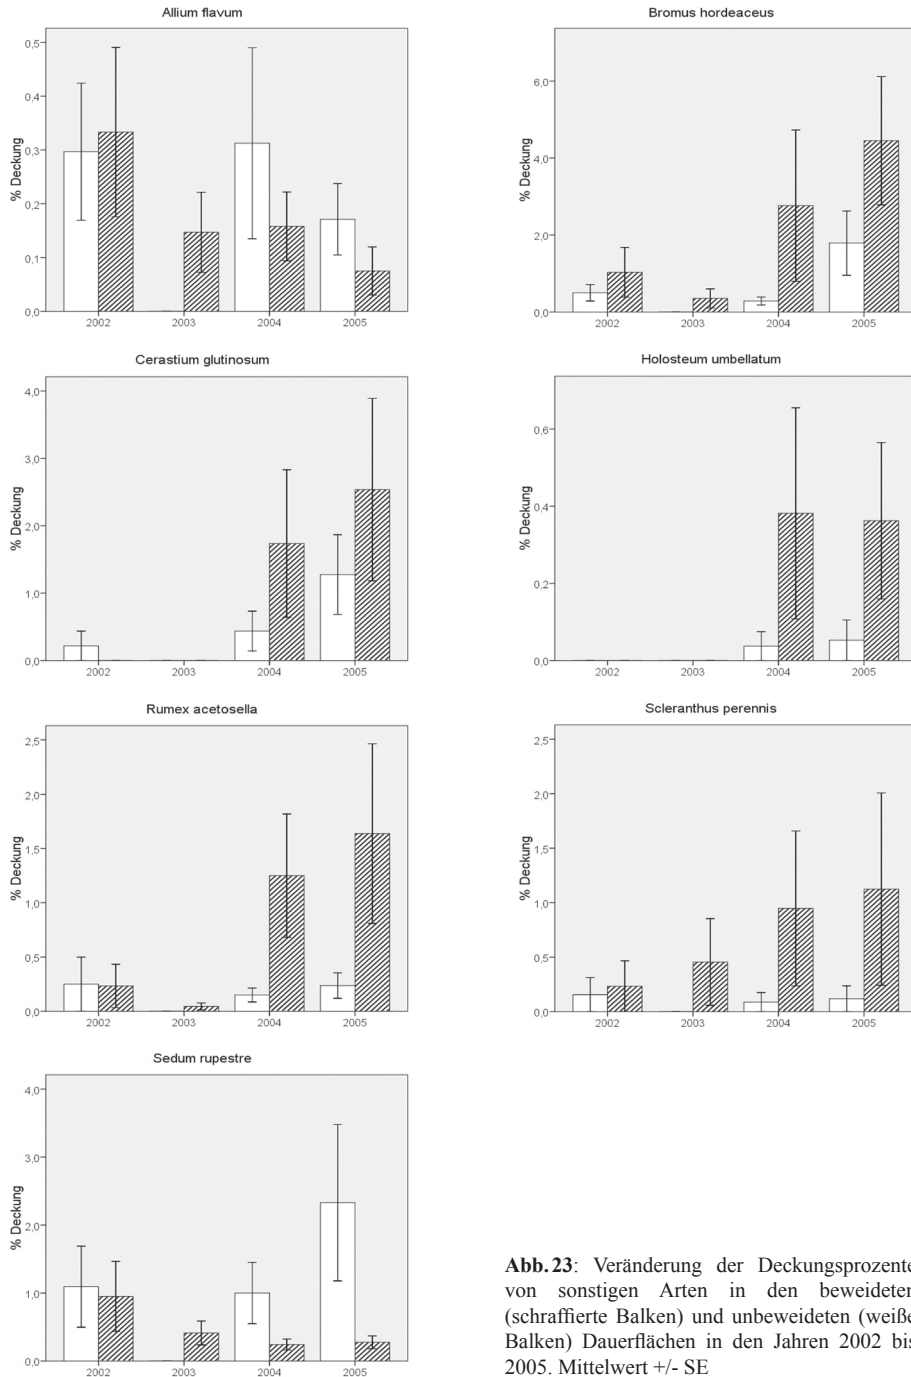 Allium flavum
% Deckung
0,5
0,4
0,3
0,2
0,1
0,0
2002 2003 2004 2005
Bromus hordeaceus
% Deckung
6,0
4,0
2,0
0,0
2002 2003 2004 2005
Cerastium glutinosum
% Deckung
4,0
3,0
2,0
1,0
0,0
2002 2003 2004 2005
Holosteum umbellatum
% Deckung
0,6
0,4
0,2
0,0
2002 2003 2004 2005
Rumex acetosella
% Deckung
2,5
2,0
1,5
1,0
0,5
0,0
2002 2003 2004 2005
Scleranthus perennis
% Deckung
2,5
2,0
1,5
1,0
0,5
0,0
2002 2003 2004 2005
Sedum rupestre
% Deckung
4,0
3,0
2,0
1,0
0,0
2002 2003 2004 2005
Abb. 23: Veränderung der Deckungsprozente
von sonstigen Arten in den beweideten
(schraffierte Balken) und unbeweideten (weiße
Balken) Dauerflächen in den Jahren 2002 bis
2005. Mittelwert +/- SE